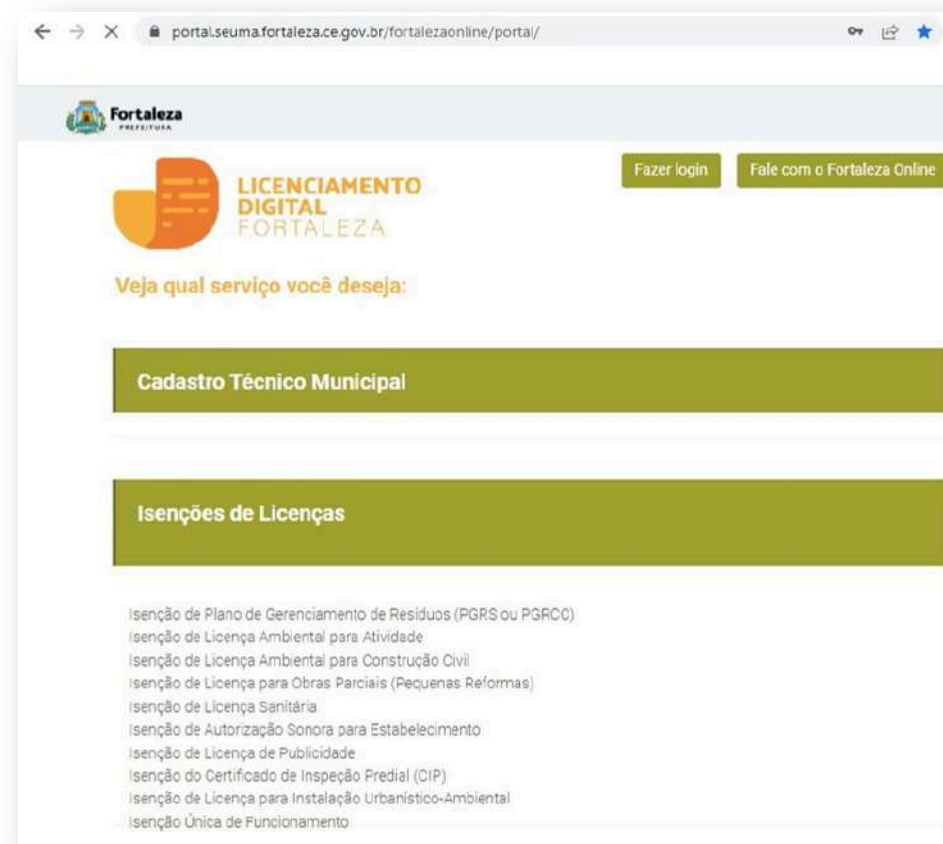 portal.seuma.fortaleza.ce.gov.br/fortalezaonline/portal/
Fortaleza
PREFEITURA
Fazer login
Fale com o Fortaleza Online
LICENCIAMENTO
DIGITAL
FORTALEZA
Veja qual serviço você deseja:
Cadastro Técnico Municipal
Isenções de Licenças
Isenção de Plano de Gerenciamento de Resíduos (PGRS ou PGRCC)
Isenção de Licença Ambiental para Atividade
Isenção de Licença Ambiental para Construção Civil
Isenção de Licença para Obras Parciais (Pequenas Reformas)
Isenção de Licença Sanitária
Isenção de Autorização Sonora para Estabelecimento
Isenção de Licença de Publicidade
Isenção do Certificado de Inspeção Predial (CIP)
Isenção de Licença para Instalação Urbanístico-Ambiental
Isenção Única de Funcionamento